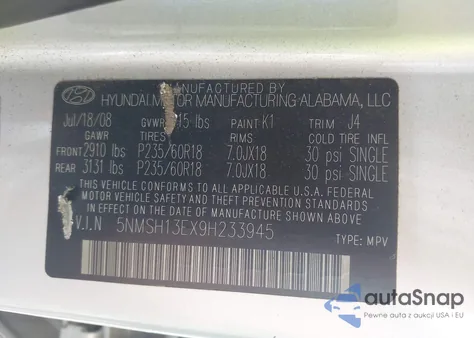 MANUFACTURED BY
HYUNDAI MOTOR MANUFACTURING ALABAMA, LLC
Jul/18/08 GVWR 15 lbs PAINT K1 TRIM J4
GAWR TIRES COLD TIRE INFL
FRONT 2910 lbs P235/60R18 7.0JX18 30 psi SINGLE
REAR 3131 lbs P235/60R18 7.0JX18 30 psi SINGLE
THIS VEHICLE CONFORMS TO ALL APPLICABLE U.S.A. FEDERAL
MOTOR VEHICLE SAFETY AND THEFT PREVENTION STANDARDS
IN EFFECT ON THE DATE OF MANUFACTURE SHOWN ABOVE
V.I.N 5NMSH13EX9H233945
TYPE: MPV
autoSnap
Pewne dane z aukcji USA i EU